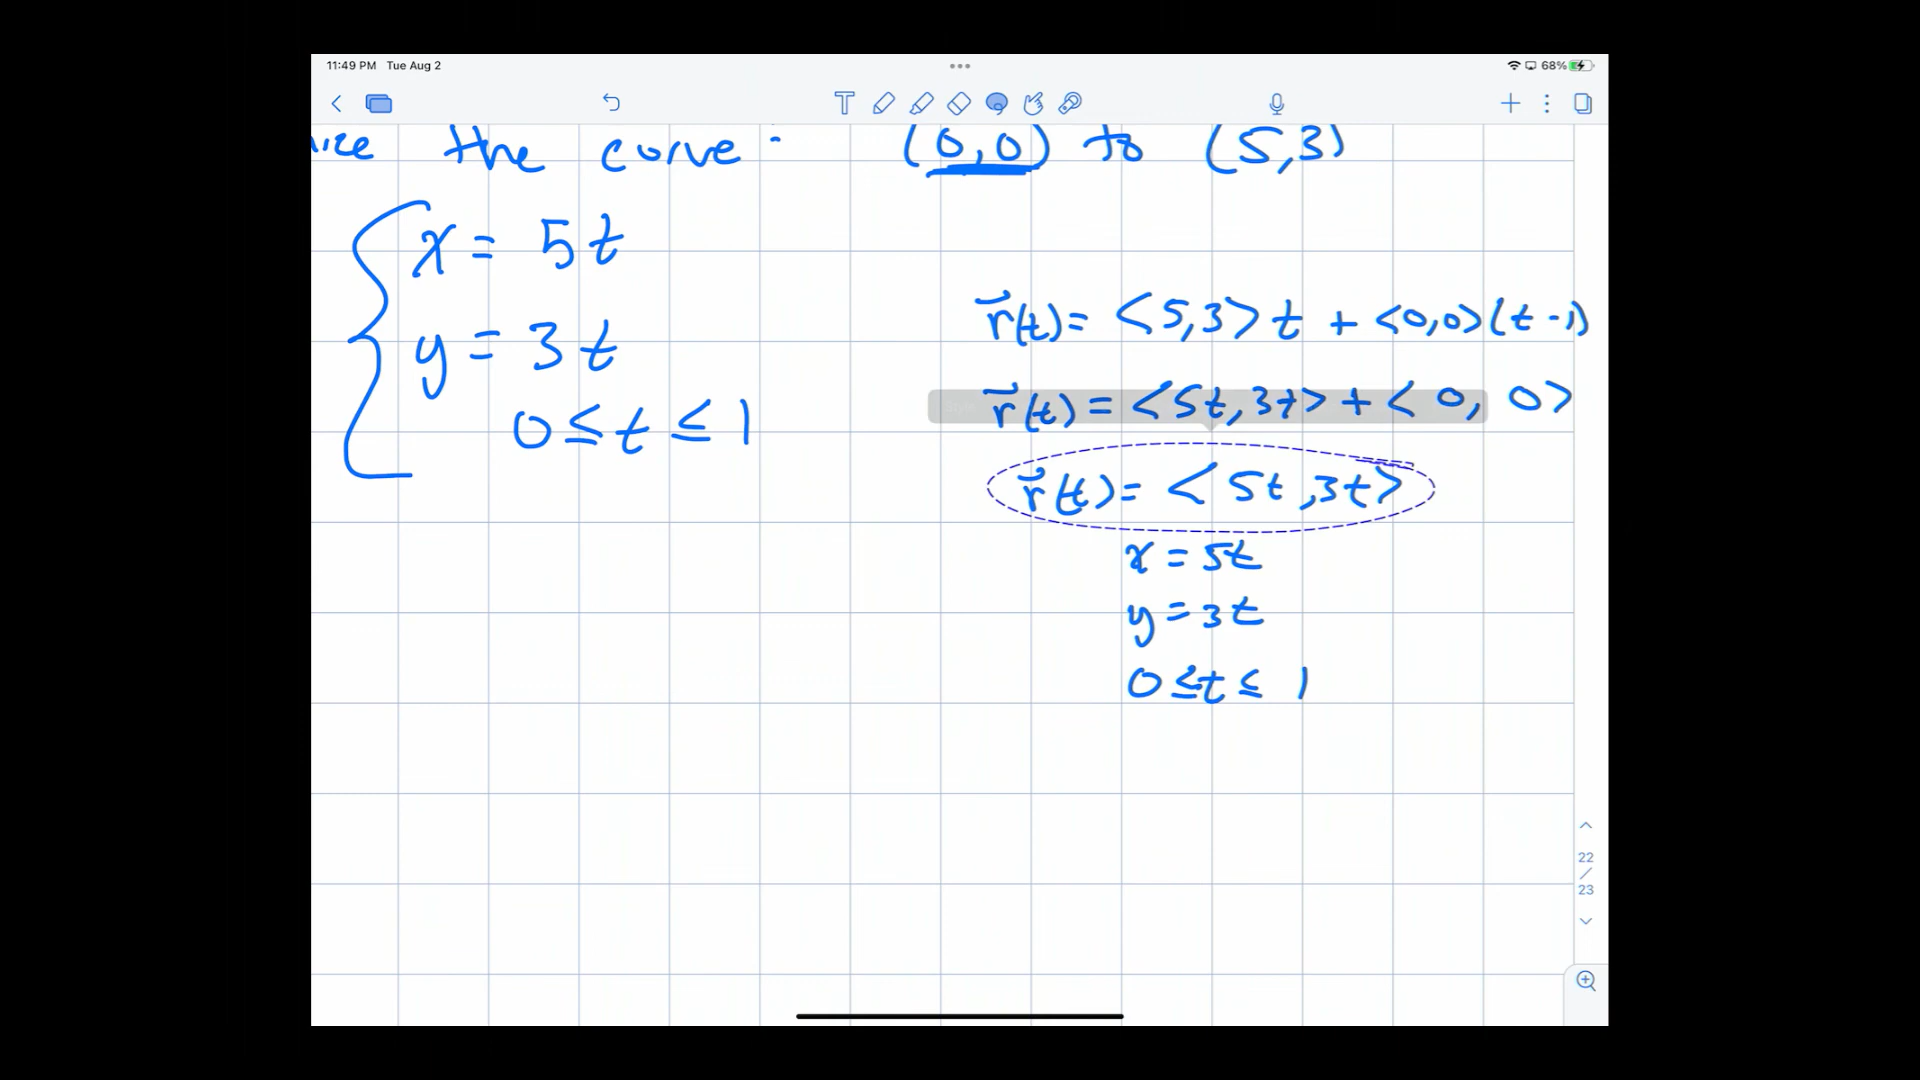 11:49 PM Tue Aug 2
68%
the curve: (0,0) to (5,3)
x = 5t
y = 3t
0 ≤ t ≤ 1
r⃗(t) = <5,3> t + <0,0>(t-1)
r⃗(t) = <5t,3t> + <0, 0>
r⃗(t) = <5t,3t>
x = 5t
y = 3t
0 ≤ t ≤ 1
22
/
23